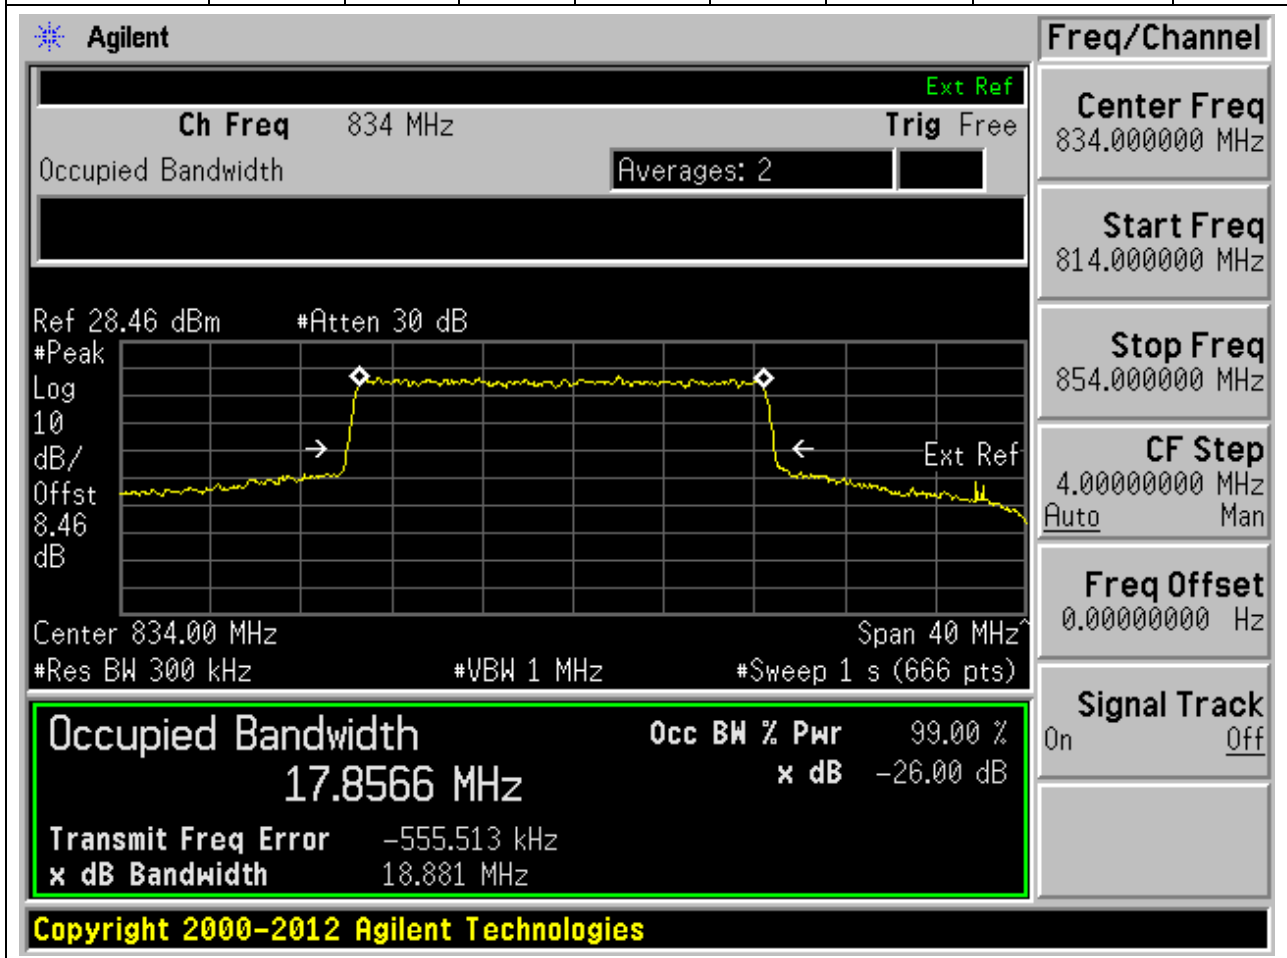 Agilent
Freq/Channel
Ext Ref
Ch Freq 834 MHz Trig Free
Occupied Bandwidth Averages: 2
Ref 28.46 dBm #Atten 30 dB
#Peak
Log
10
dB/
Offst
8.46
dB
Ext Ref
Center 834.00 MHz Span 40 MHz^
#Res BW 300 kHz #VBW 1 MHz #Sweep 1 s (666 pts)
Occupied Bandwidth Occ BW % Pwr 99.00 %
17.8566 MHz x dB -26.00 dB
Transmit Freq Error -555.513 kHz
x dB Bandwidth 18.881 MHz
Copyright 2000-2012 Agilent Technologies
Center Freq
834.000000 MHz
Start Freq
814.000000 MHz
Stop Freq
854.000000 MHz
CF Step
4.00000000 MHz
Auto Man
Freq Offset
0.00000000 Hz
Signal Track
On Off